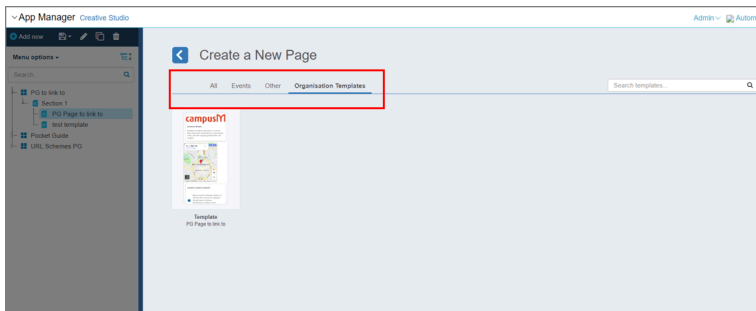 App Manager Creative Studio
Admin
Autom
Add new
Menu options
Search.
PG to link to
Section 1
PG Page to link to
test template
Pocket Guide
URL Schemes PG
Create a New Page
All Events Other Organisation Templates
Search templates...
campusM
Template
PG Page to link to